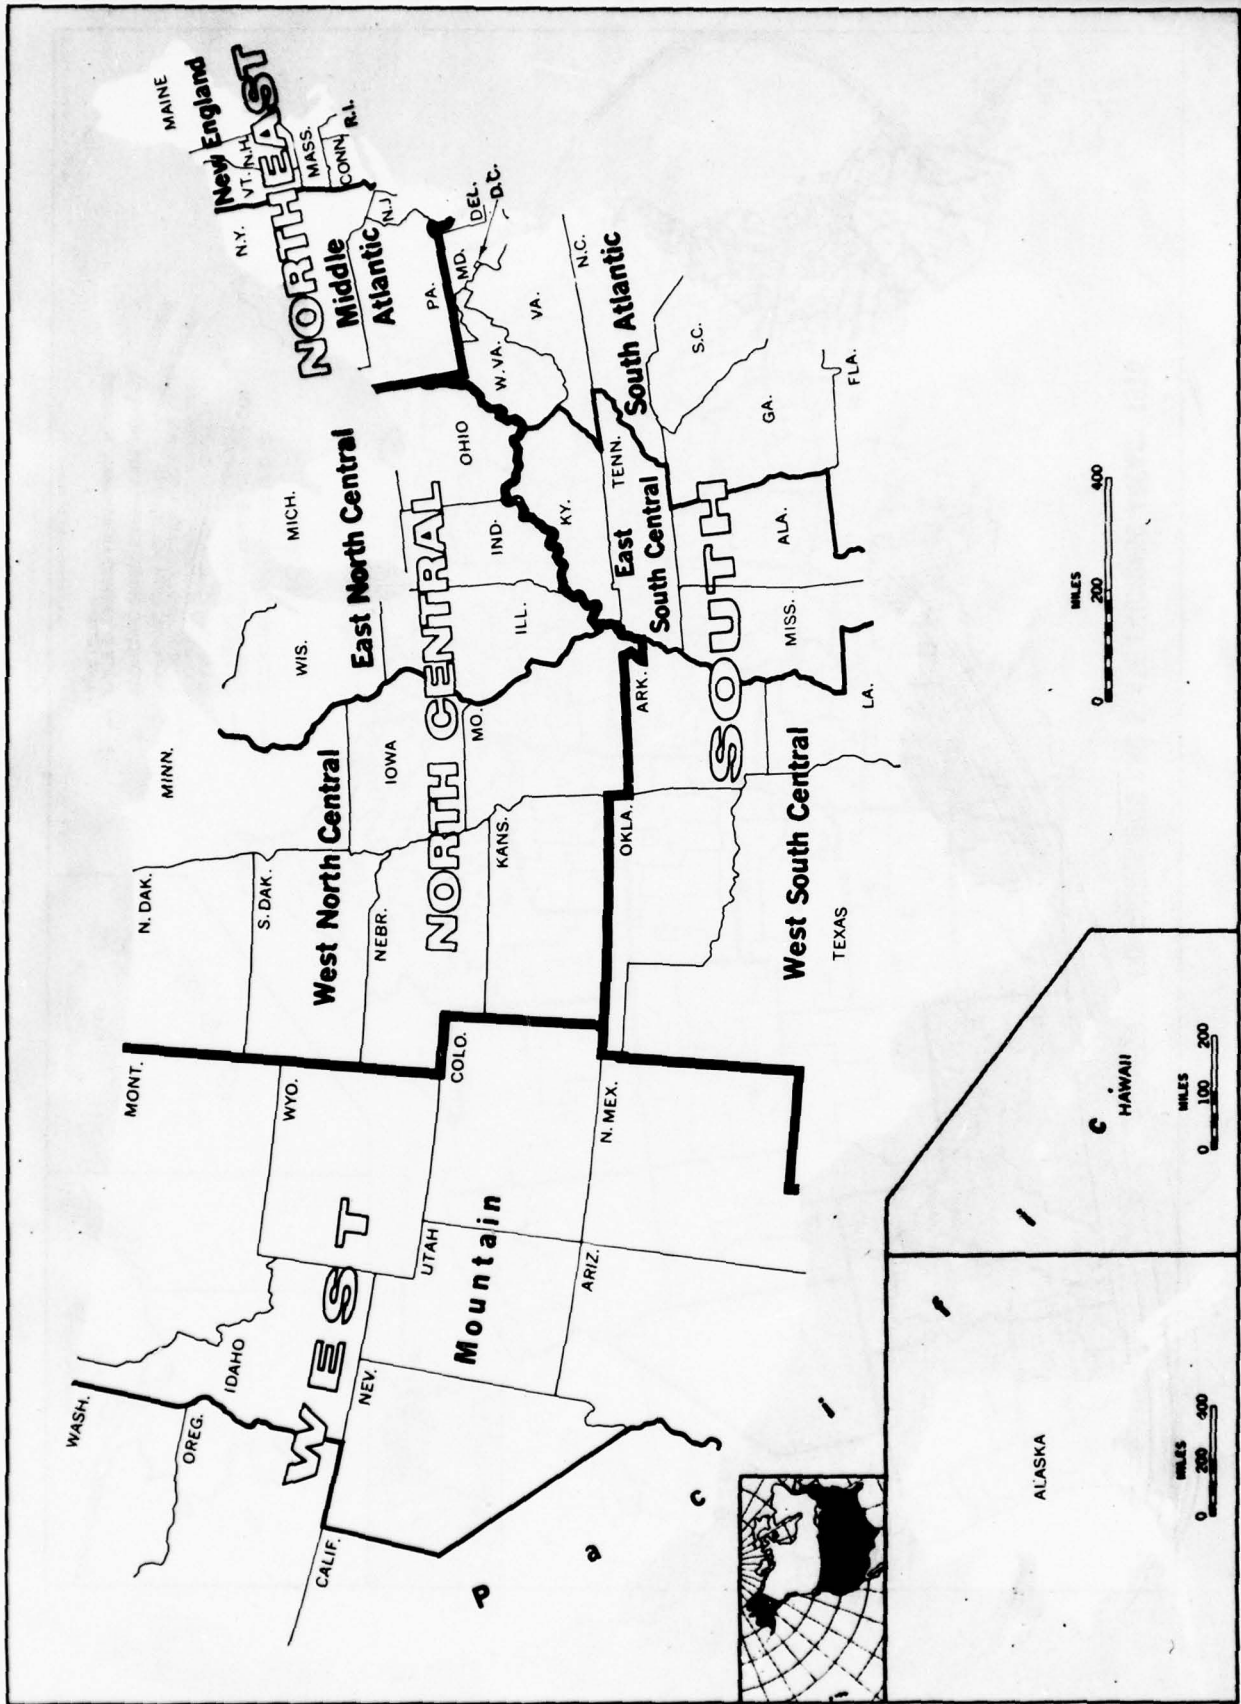 WASH.
MONT.
N. DAK.
MINN.
MAINE
OREG.
IDAHO
WYO.
S. DAK.
WIS.
MICH.
N.Y.
VT.
N.H.
New England
NORTHEAST
MASS.
CONN.
R.I.
WEST
West North Central
East North Central
Middle
Atlantic
N.J.
CALIF.
NEV.
UTAH
COLO.
NEBR.
IOWA
NORTH CENTRAL
OHIO
PA.
MD.
DEL.
D.C.
Mountain
KANS.
MO.
ILL.
IND.
W. VA.
VA.
ARIZ.
N. MEX.
OKLA.
ARK.
KY.
TENN.
N.C.
East
South Central
South Atlantic
SOUTH
S.C.
West South Central
TEXAS
LA.
MISS.
ALA.
GA.
FLA.
Pacific
ALASKA
MILES
0 200 400
HAWAII
MILES
0 100 200
MILES
0 200 400